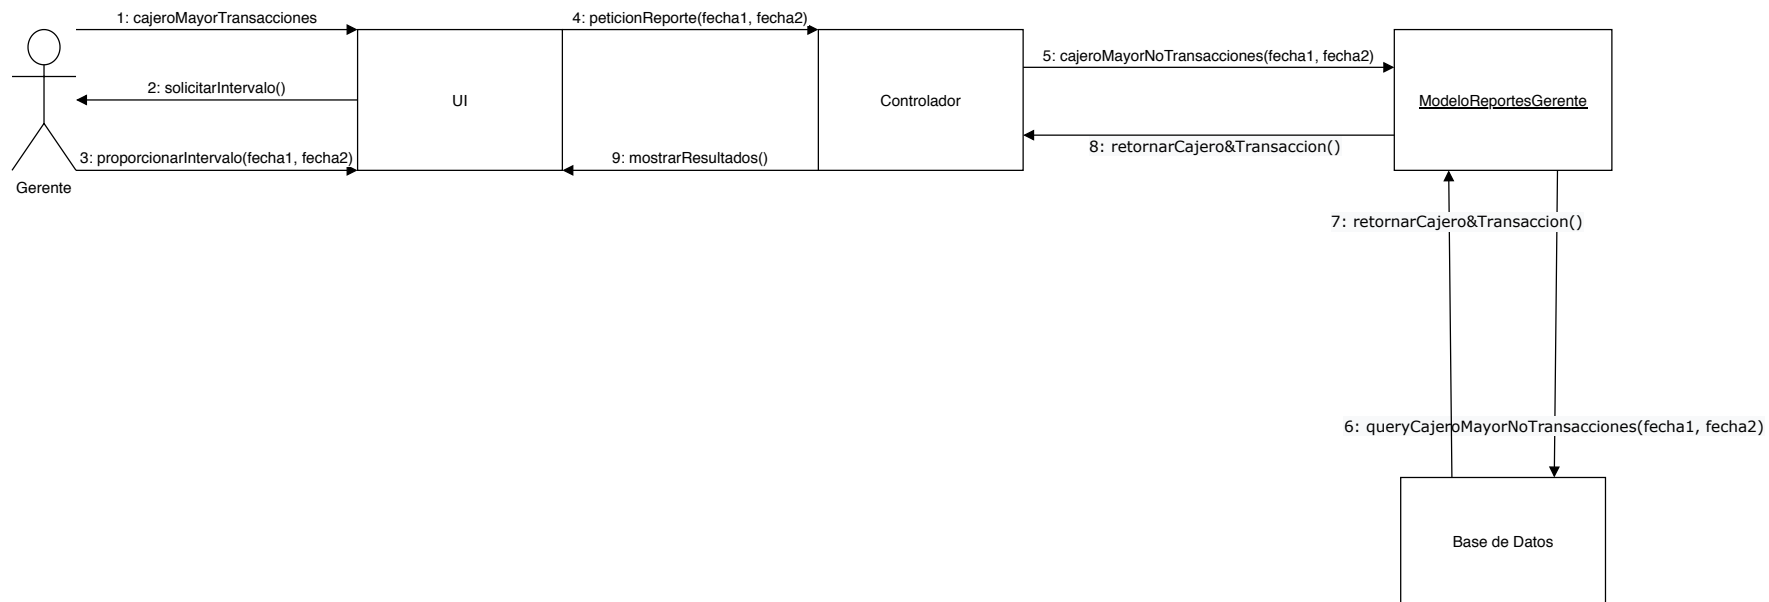 1: cajeroMayorTransacciones
4: peticionReporte(fecha1, fecha2)
5: cajeroMayorNoTransacciones(fecha1, fecha2)
2: solicitarIntervalo()
UI
Controlador
ModeloReportesGerente
8: retornarCajero&Transaccion()
3: proporcionarIntervalo(fecha1, fecha2)
9: mostrarResultados()
Gerente
7: retornarCajero&Transaccion()
6: queryCajeroMayorNoTransacciones(fecha1, fecha2)
Base de Datos